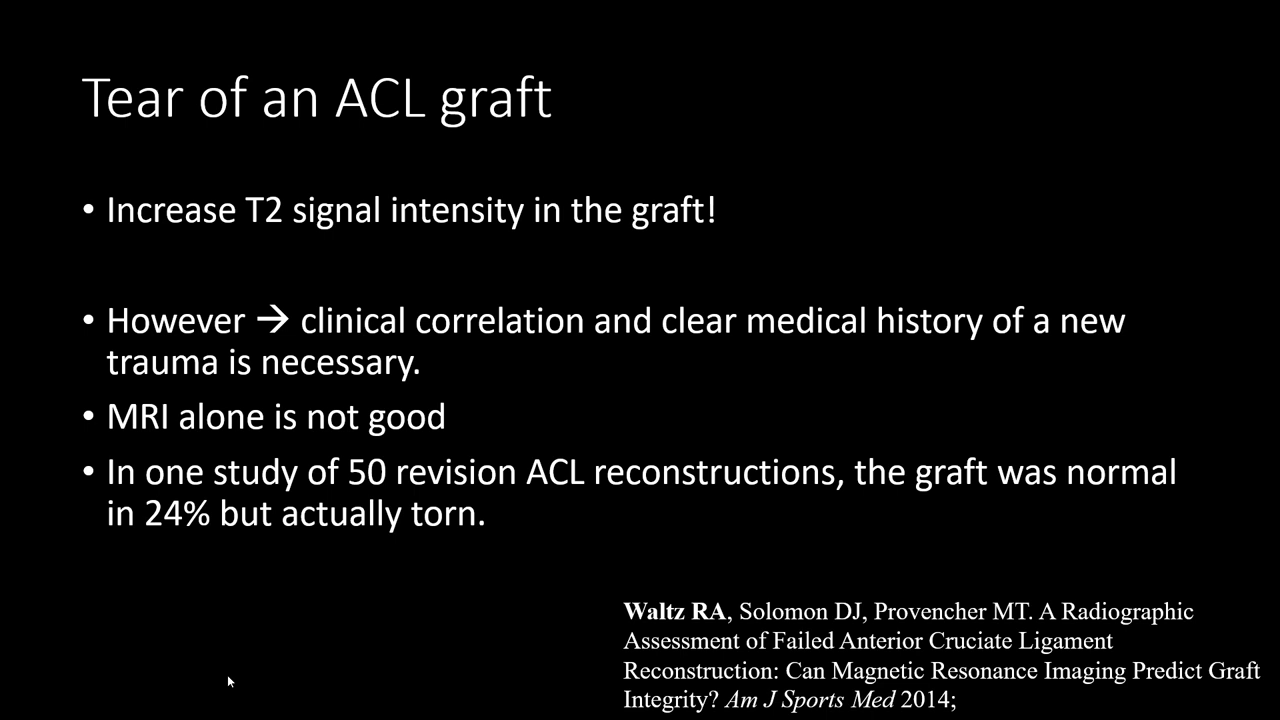 Tear of an ACL graft
• Increase T2 signal intensity in the graft!
• However → clinical correlation and clear medical history of a new
trauma is necessary.
• MRI alone is not good
• In one study of 50 revision ACL reconstructions, the graft was normal
in 24% but actually torn.
Waltz RA, Solomon DJ, Provencher MT. A Radiographic
Assessment of Failed Anterior Cruciate Ligament
Reconstruction: Can Magnetic Resonance Imaging Predict Graft
Integrity? Am J Sports Med 2014;